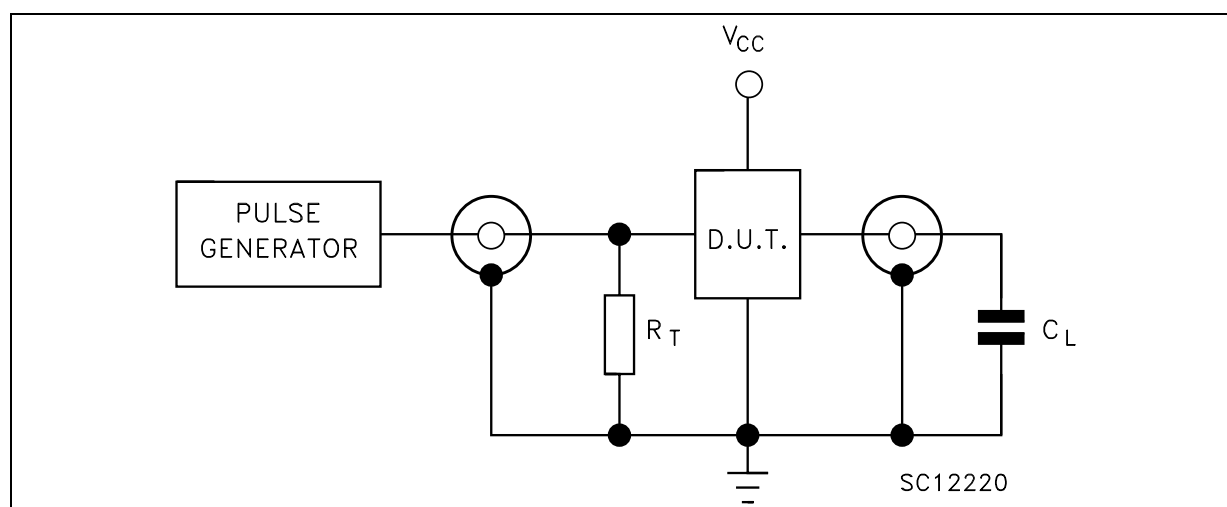 VCC
PULSE
GENERATOR
D.U.T.
RT
CL
SC12220